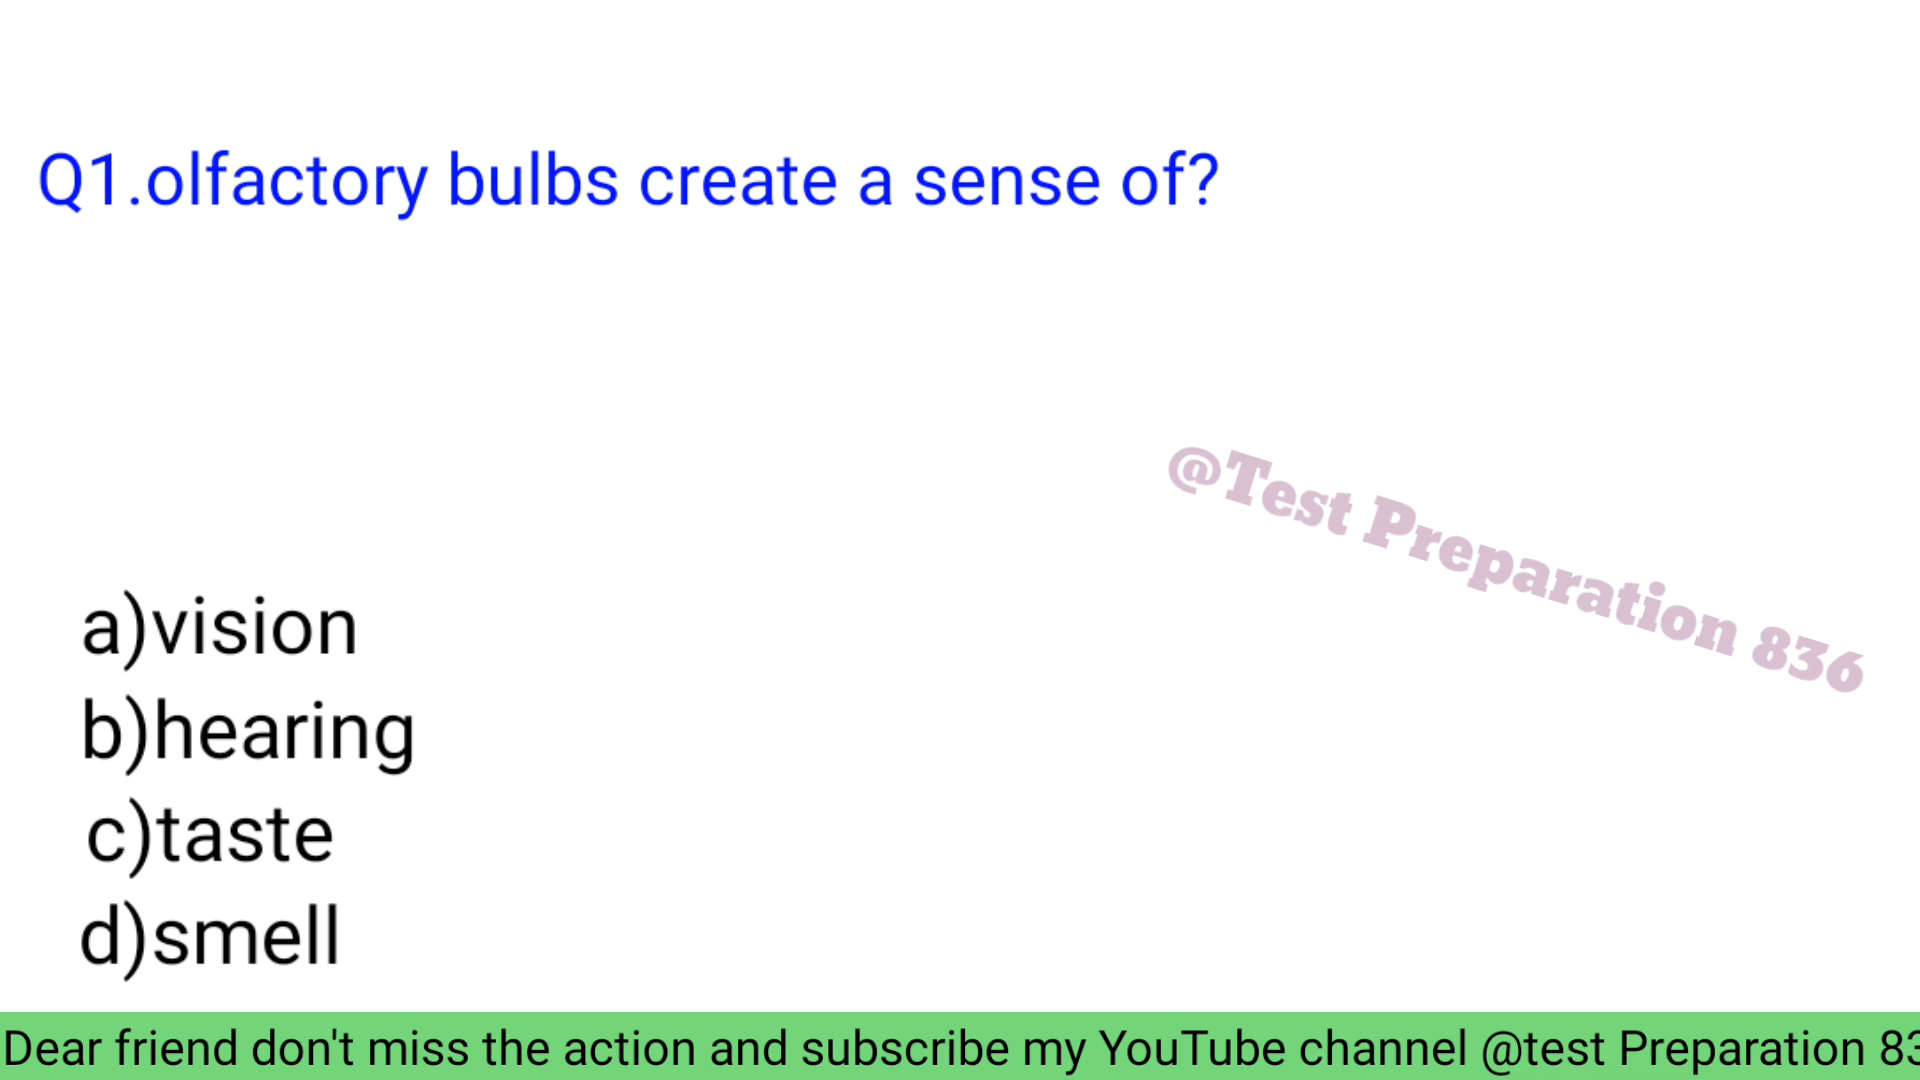 Q1.olfactory bulbs create a sense of?
@Test Preparation 836
a)vision
b)hearing
c)taste
d)smell
Dear friend don't miss the action and subscribe my YouTube channel @test Preparation 83